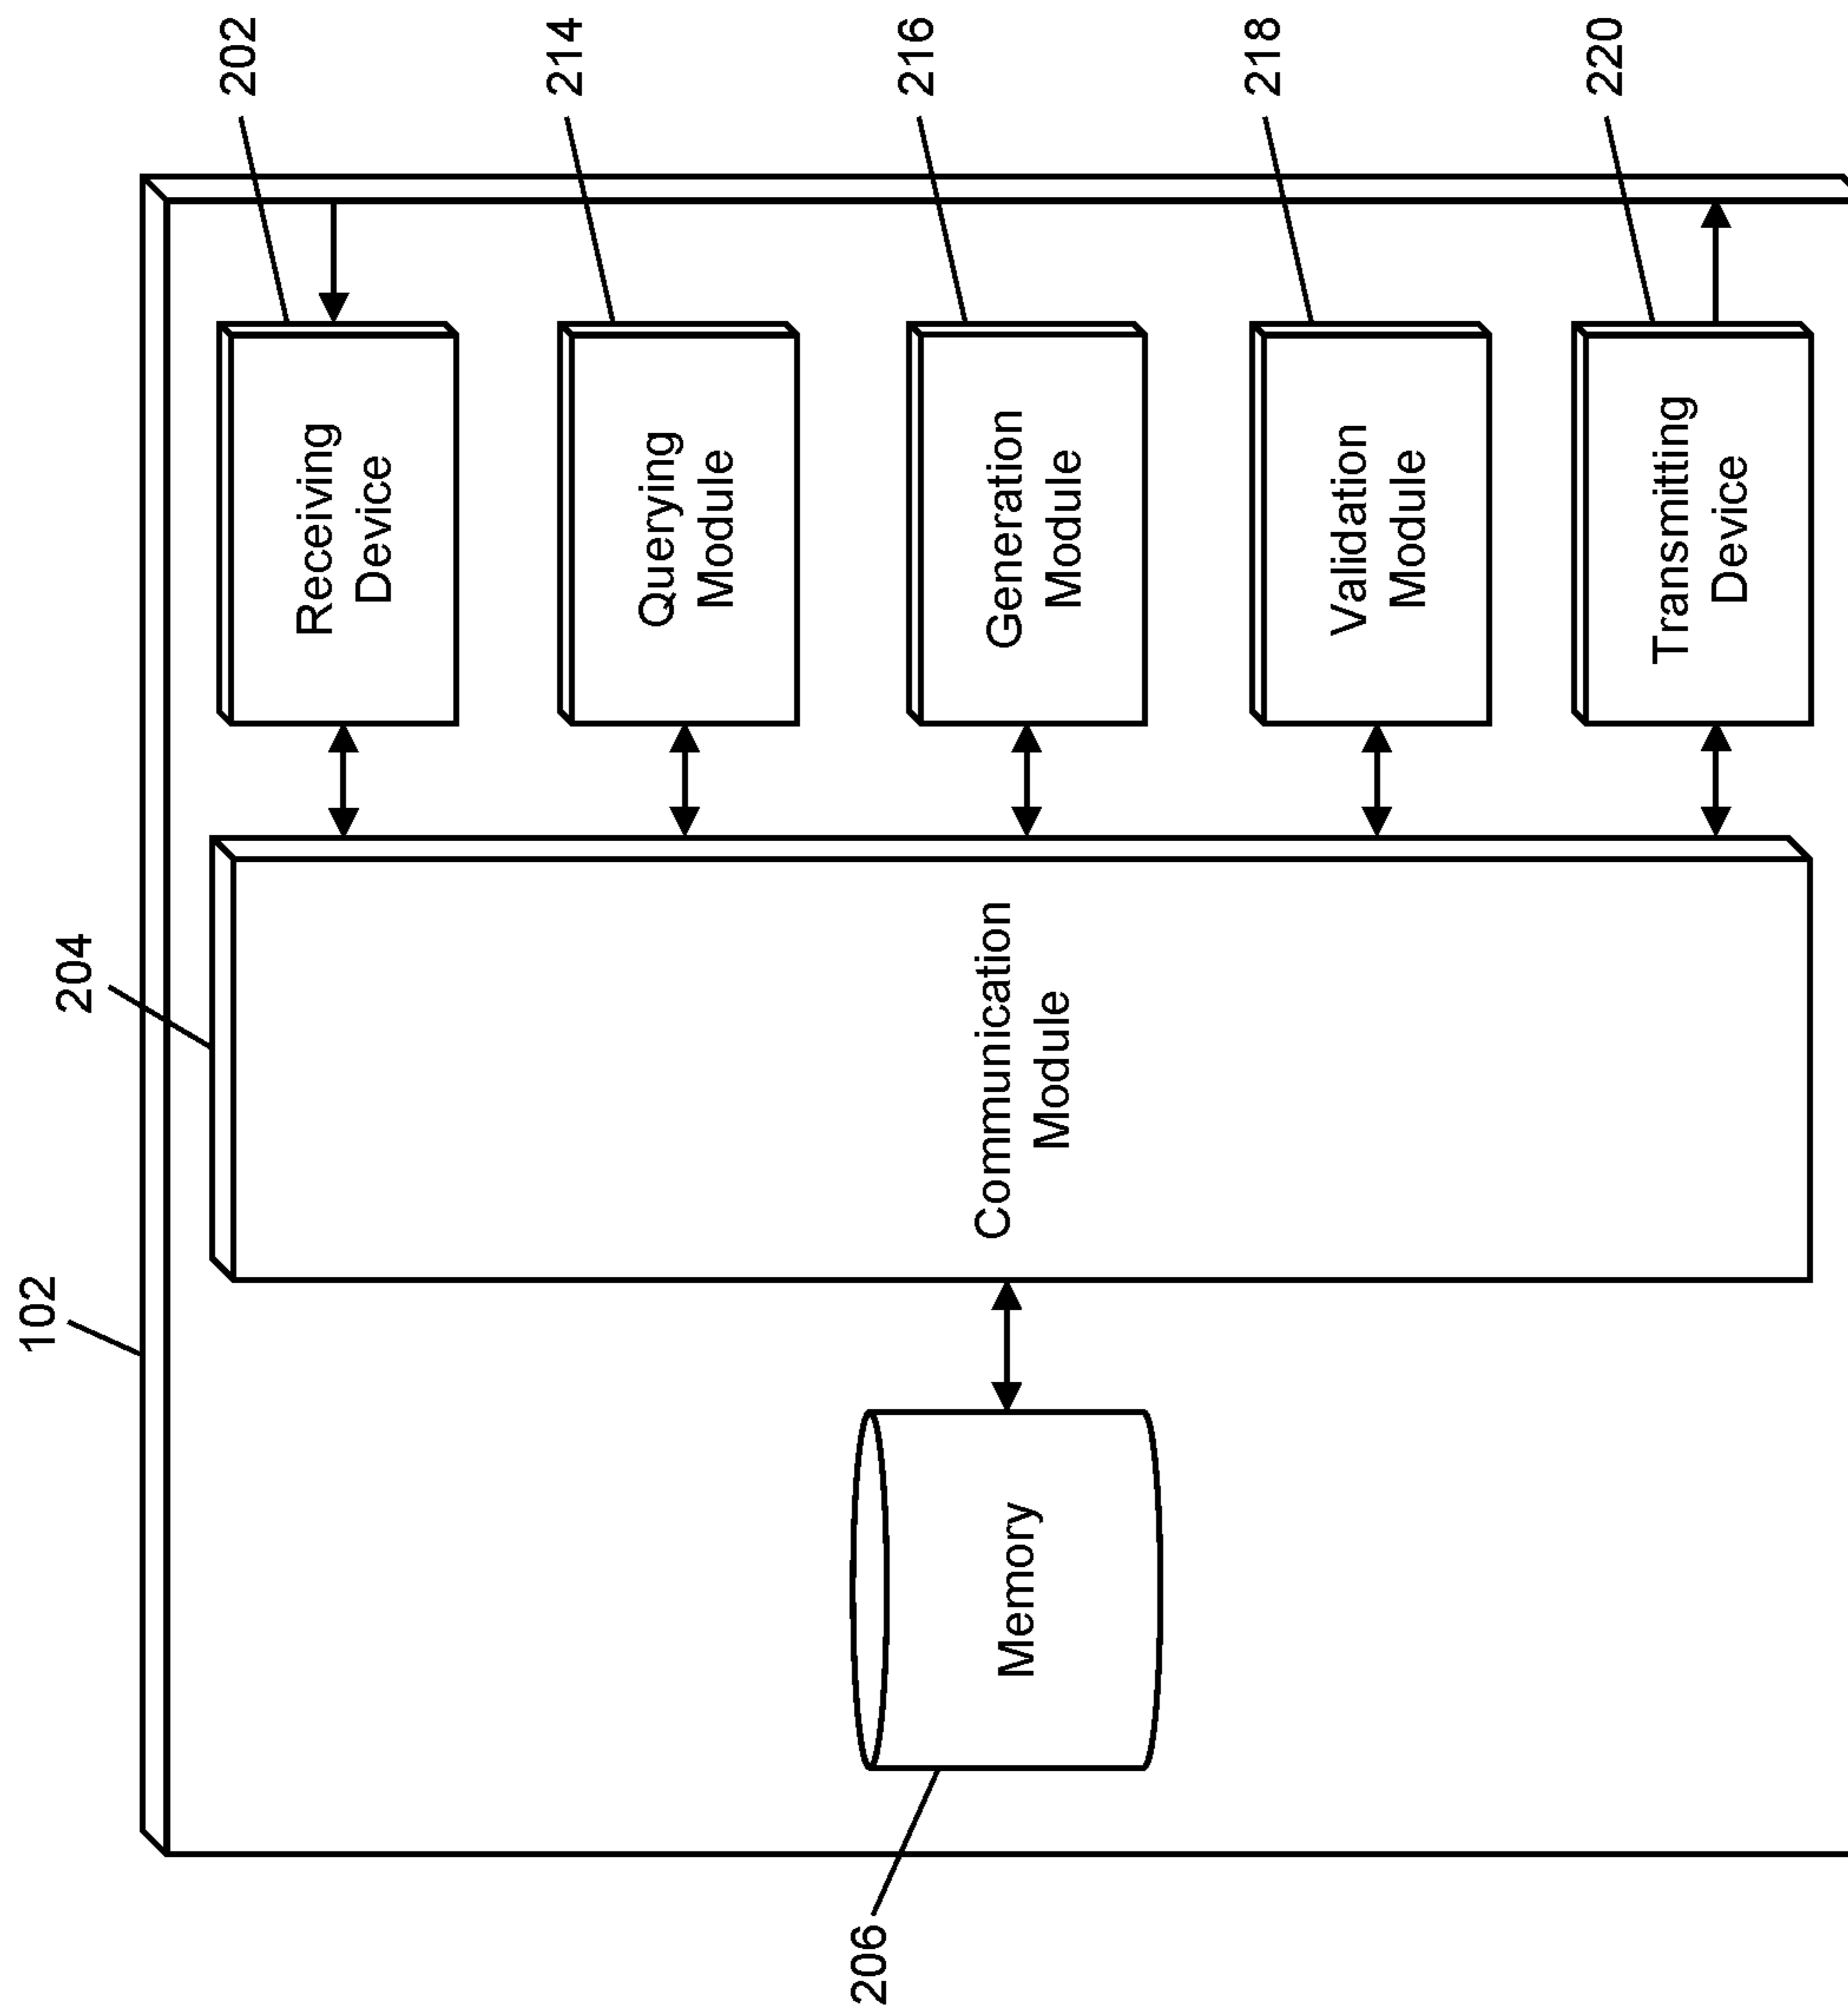 102
204
202
Receiving
Device
214
Querying
Module
216
Generation
Module
218
Validation
Module
220
Transmitting
Device
Communication
Module
Memory
206